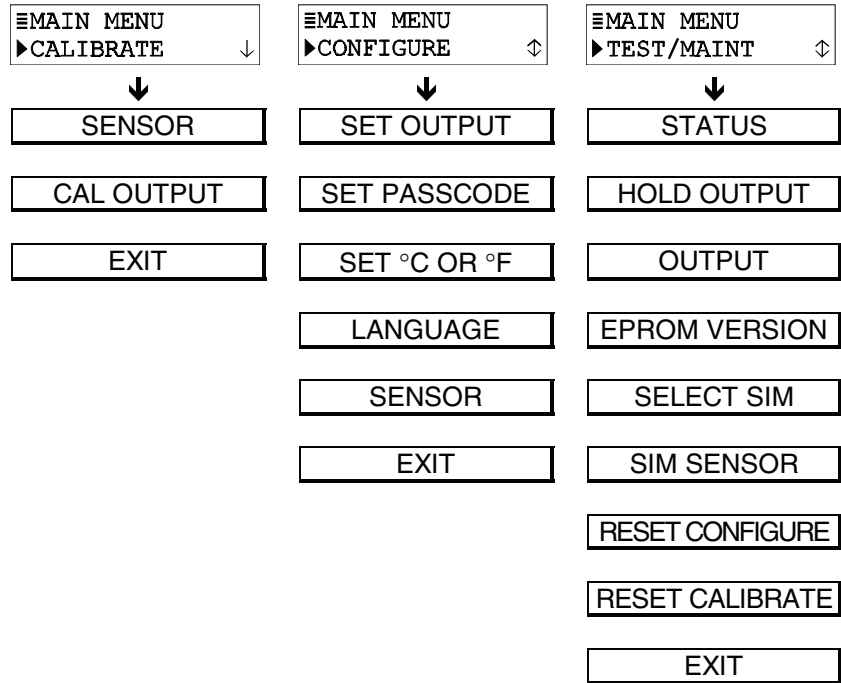 ≡MAIN MENU
▶CALIBRATE ↓
SENSOR
CAL OUTPUT
EXIT
≡MAIN MENU
▶CONFIGURE ⇕
SET OUTPUT
SET PASSCODE
SET °C OR °F
LANGUAGE
SENSOR
EXIT
≡MAIN MENU
▶TEST/MAINT ⇕
STATUS
HOLD OUTPUT
OUTPUT
EPROM VERSION
SELECT SIM
SIM SENSOR
RESET CONFIGURE
RESET CALIBRATE
EXIT